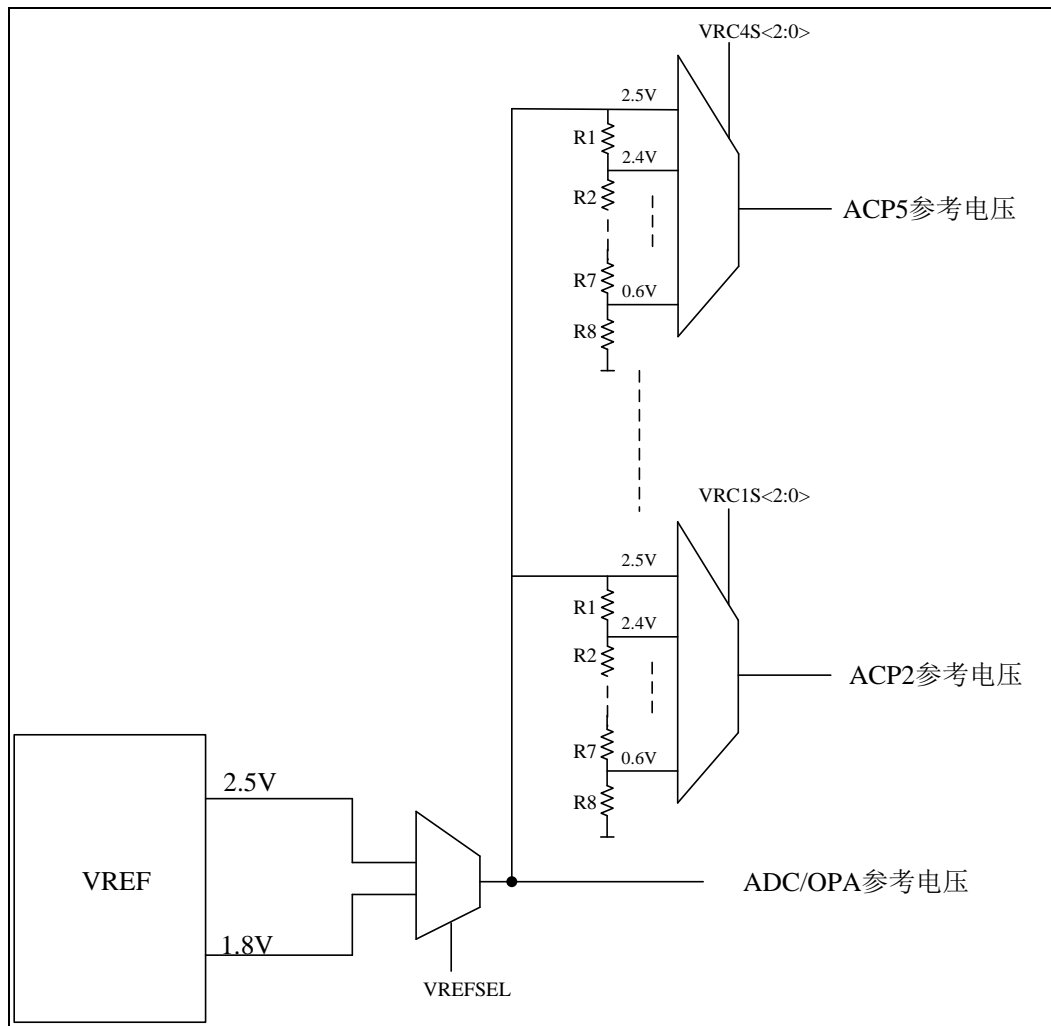 VRC4S<2:0>
2.5V
R1
2.4V
R2
ACP5参考电压
R7
0.6V
R8
VRC1S<2:0>
2.5V
R1
2.4V
R2
ACP2参考电压
R7
0.6V
R8
2.5V
VREF
ADC/OPA参考电压
1.8V
VREFSEL